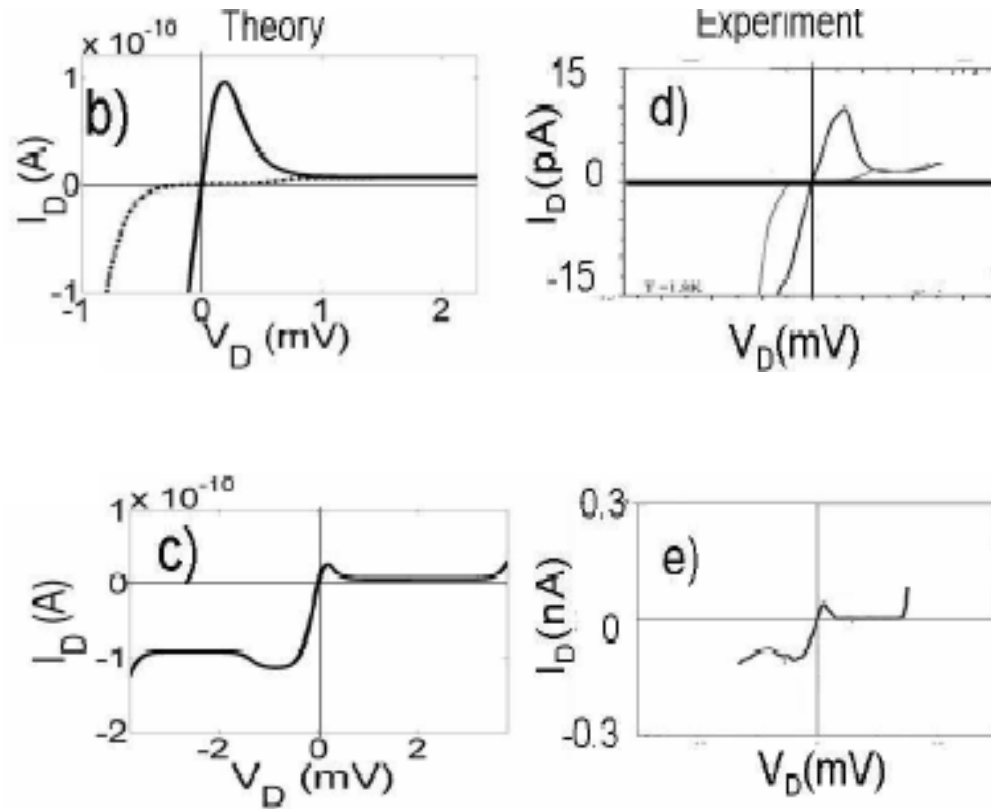 Theory
Experiment
× 10⁻¹⁰
b)
I_D (A)
1
0
-1
-1 0 1 2
V_D (mV)
d)
I_D(pA)
15
0
-15
V_D(mV)
× 10⁻¹⁰
c)
I_D (A)
1
0
-1
-2
-2 0 2
V_D (mV)
e)
I_D(nA)
0.3
0
-0.3
V_D(mV)